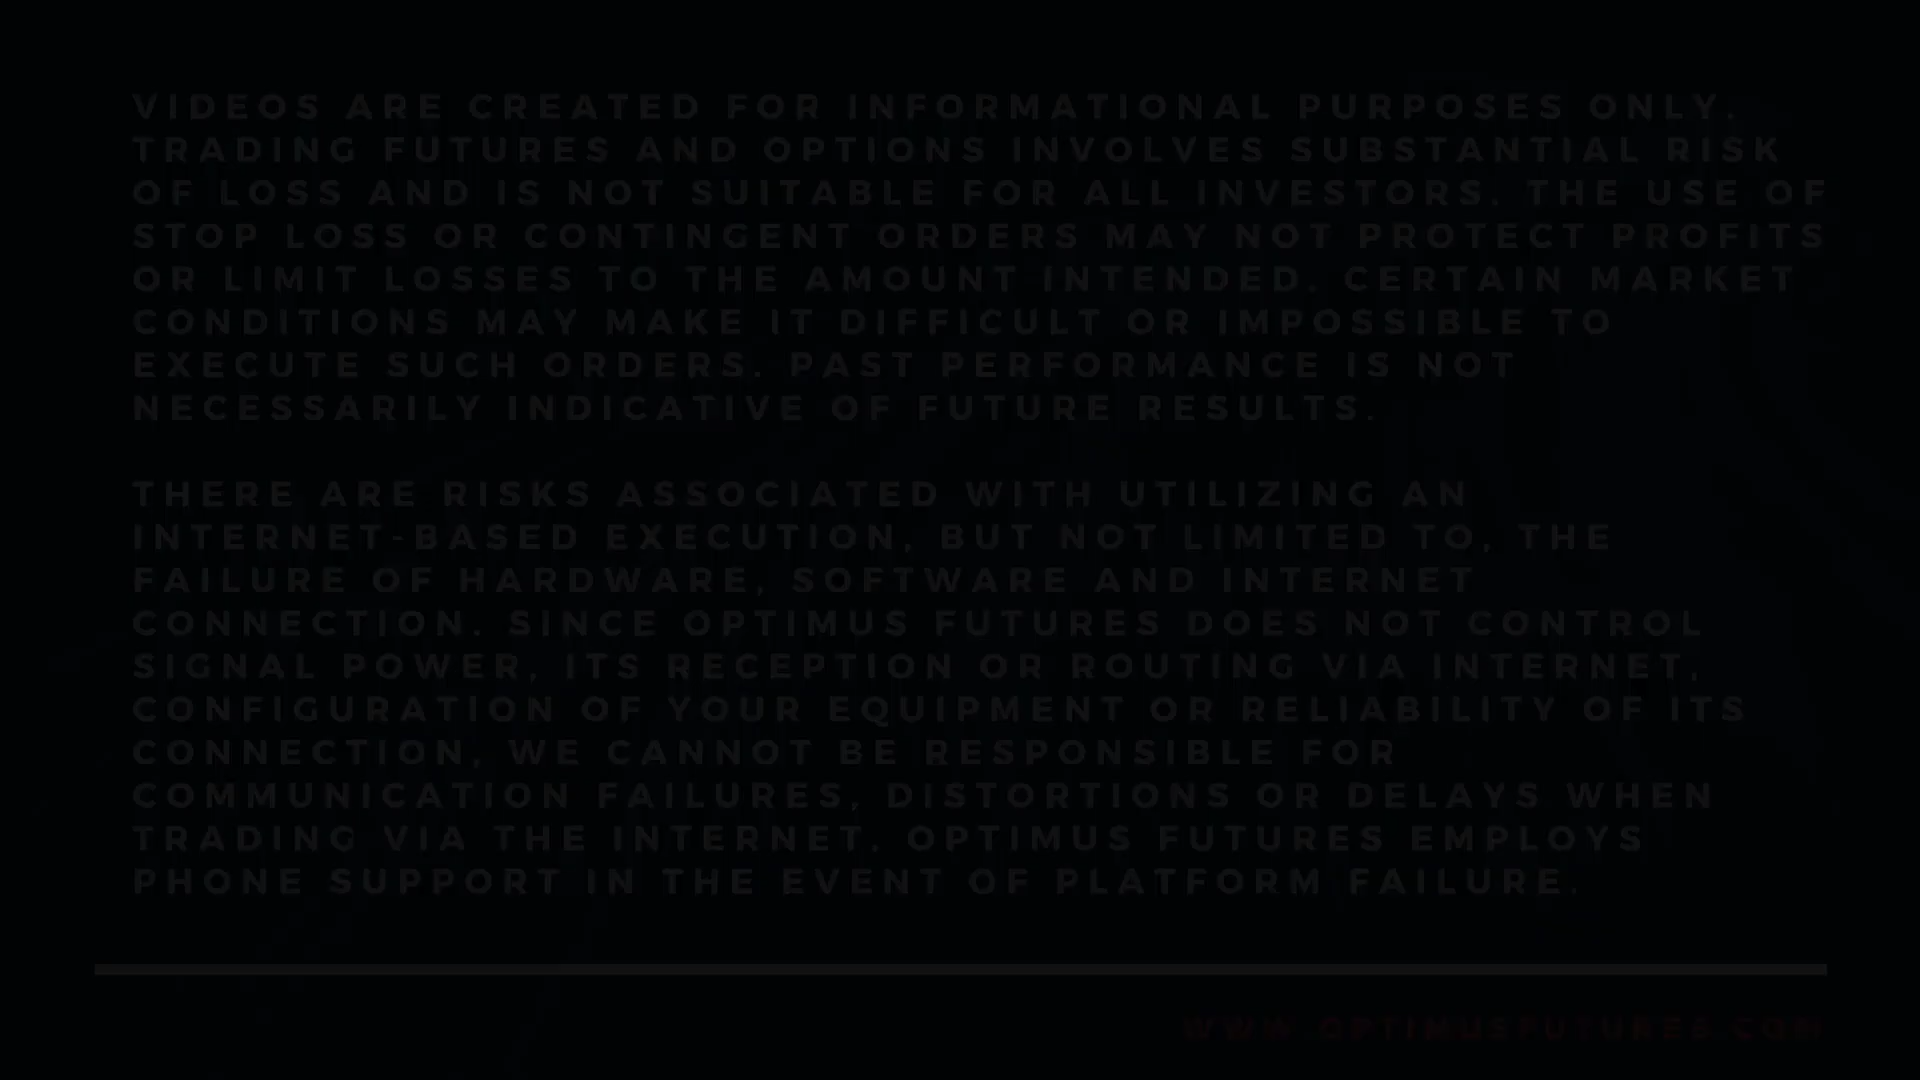 VIDEOS ARE CREATED FOR INFORMATIONAL PURPOSES ONLY.
TRADING FUTURES AND OPTIONS INVOLVES SUBSTANTIAL RISK
OF LOSS AND IS NOT SUITABLE FOR ALL INVESTORS. THE USE OF
STOP LOSS OR CONTINGENT ORDERS MAY NOT PROTECT PROFITS
OR LIMIT LOSSES TO THE AMOUNT INTENDED. CERTAIN MARKET
CONDITIONS MAY MAKE IT DIFFICULT OR IMPOSSIBLE TO
EXECUTE SUCH ORDERS. PAST PERFORMANCE IS NOT
NECESSARILY INDICATIVE OF FUTURE RESULTS.
THERE ARE RISKS ASSOCIATED WITH UTILIZING AN
INTERNET-BASED EXECUTION, BUT NOT LIMITED TO, THE
FAILURE OF HARDWARE, SOFTWARE AND INTERNET
CONNECTION. SINCE OPTIMUS FUTURES DOES NOT CONTROL
SIGNAL POWER, ITS RECEPTION OR ROUTING VIA INTERNET,
CONFIGURATION OF YOUR EQUIPMENT OR RELIABILITY OF ITS
CONNECTION, WE CANNOT BE RESPONSIBLE FOR
COMMUNICATION FAILURES, DISTORTIONS OR DELAYS WHEN
TRADING VIA THE INTERNET. OPTIMUS FUTURES EMPLOYS
PHONE SUPPORT IN THE EVENT OF PLATFORM FAILURE.
WWW.OPTIMUSFUTURES.COM